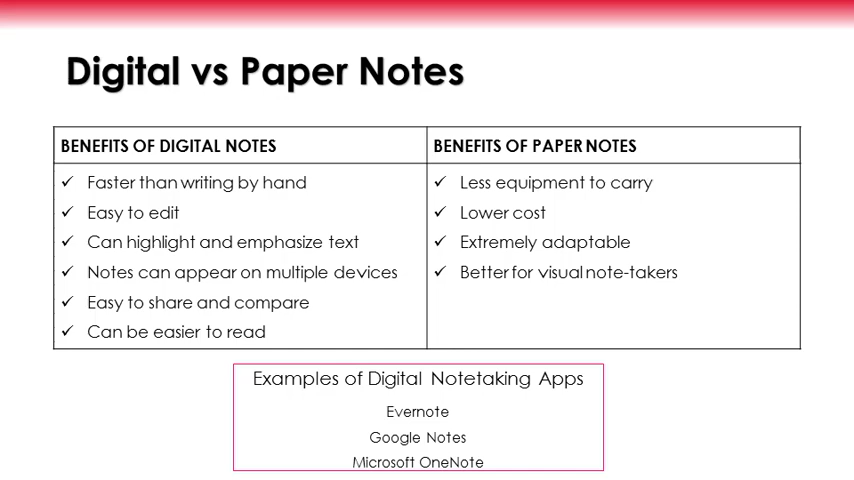 Digital vs Paper Notes
BENEFITS OF DIGITAL NOTES
✓ Faster than writing by hand
✓ Easy to edit
✓ Can highlight and emphasize text
✓ Notes can appear on multiple devices
✓ Easy to share and compare
✓ Can be easier to read
BENEFITS OF PAPER NOTES
✓ Less equipment to carry
✓ Lower cost
✓ Extremely adaptable
✓ Better for visual note-takers
Examples of Digital Notetaking Apps
Evernote
Google Notes
Microsoft OneNote